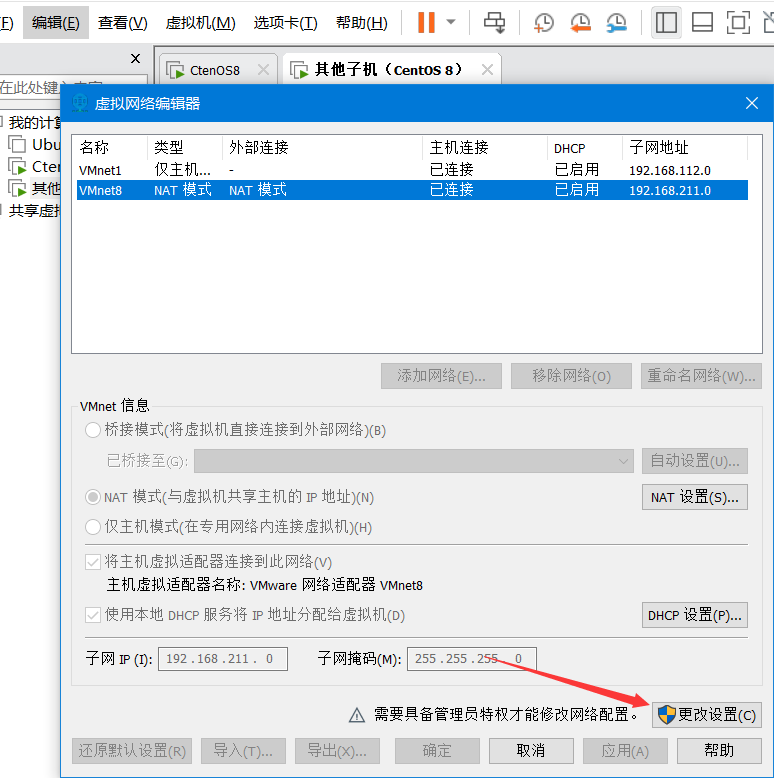 (F) 编辑(E) 查看(V) 虚拟机(M) 选项卡(T) 帮助(H)
CtenOS8 其他子机（CentOS 8）
在此处键
我的计算
Ubu
Cten
其他
共享虚拟
虚拟网络编辑器
名称 类型 外部连接 主机连接 DHCP 子网地址
VMnet1 仅主机... - 已连接 已启用 192.168.112.0
VMnet8 NAT 模式 NAT 模式 已连接 已启用 192.168.211.0
添加网络(E)... 移除网络(O) 重命名网络(W)...
VMnet 信息
桥接模式(将虚拟机直接连接到外部网络)(B)
已桥接至(G): 自动设置(U)...
NAT 模式(与虚拟机共享主机的 IP 地址)(N) NAT 设置(S)...
仅主机模式(在专用网络内连接虚拟机)(H)
将主机虚拟适配器连接到此网络(V)
主机虚拟适配器名称: VMware 网络适配器 VMnet8
使用本地 DHCP 服务将 IP 地址分配给虚拟机(D) DHCP 设置(P)...
子网 IP (I): 192 . 168 . 211 . 0 子网掩码(M): 255 . 255 . 255 . 0
需要具备管理员特权才能修改网络配置。 更改设置(C)
还原默认设置(R) 导入(T)... 导出(X)... 确定 取消 应用(A) 帮助